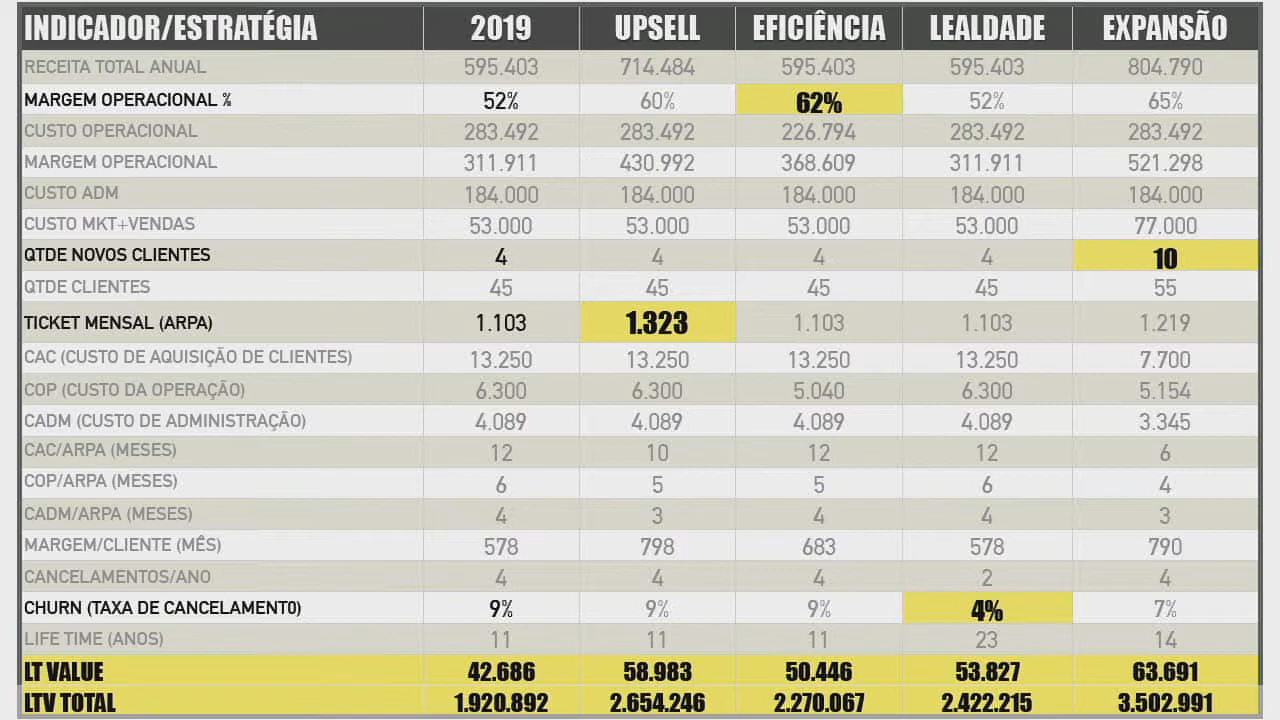 INDICADOR/ESTRATÉGIA 2019 UPSELL EFICIÊNCIA LEALDADE EXPANSÃO
RECEITA TOTAL ANUAL 595.403 714.484 595.403 595.403 804.790
MARGEM OPERACIONAL % 52% 60% 62% 52% 65%
CUSTO OPERACIONAL 283.492 283.492 226.794 283.492 283.492
MARGEM OPERACIONAL 311.911 430.992 368.609 311.911 521.298
CUSTO ADM 184.000 184.000 184.000 184.000 184.000
CUSTO MKT+VENDAS 53.000 53.000 53.000 53.000 77.000
QTDE NOVOS CLIENTES 4 4 4 4 10
QTDE CLIENTES 45 45 45 45 55
TICKET MENSAL (ARPA) 1.103 1.323 1.103 1.103 1.219
CAC (CUSTO DE AQUISIÇÃO DE CLIENTES) 13.250 13.250 13.250 13.250 7.700
COP (CUSTO DA OPERAÇÃO) 6.300 6.300 5.040 6.300 5.154
CADM (CUSTO DE ADMINISTRAÇÃO) 4.089 4.089 4.089 4.089 3.345
CAC/ARPA (MESES) 12 10 12 12 6
COP/ARPA (MESES) 6 5 5 6 4
CADM/ARPA (MESES) 4 3 4 4 3
MARGEM/CLIENTE (MÊS) 578 798 683 578 790
CANCELAMENTOS/ANO 4 4 4 2 4
CHURN (TAXA DE CANCELAMENT0) 9% 9% 9% 4% 7%
LIFE TIME (ANOS) 11 11 11 23 14
LT VALUE 42.686 58.983 50.446 53.827 63.691
LTV TOTAL 1.920.892 2.654.246 2.270.067 2.422.215 3.502.991